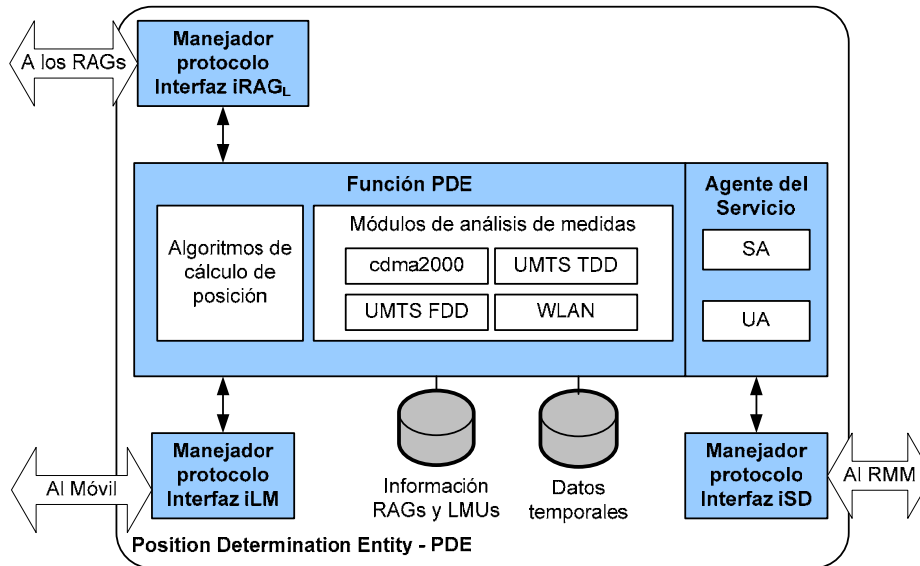 A los RAGs
Manejador
protocolo
Interfaz iRAGL
Función PDE
Algoritmos de
cálculo de
posición
Módulos de análisis de medidas
cdma2000
UMTS TDD
UMTS FDD
WLAN
Agente del
Servicio
SA
UA
Al Móvil
Manejador
protocolo
Interfaz iLM
Información
RAGs y LMUs
Datos
temporales
Manejador
protocolo
Interfaz iSD
Al RMM
Position Determination Entity - PDE